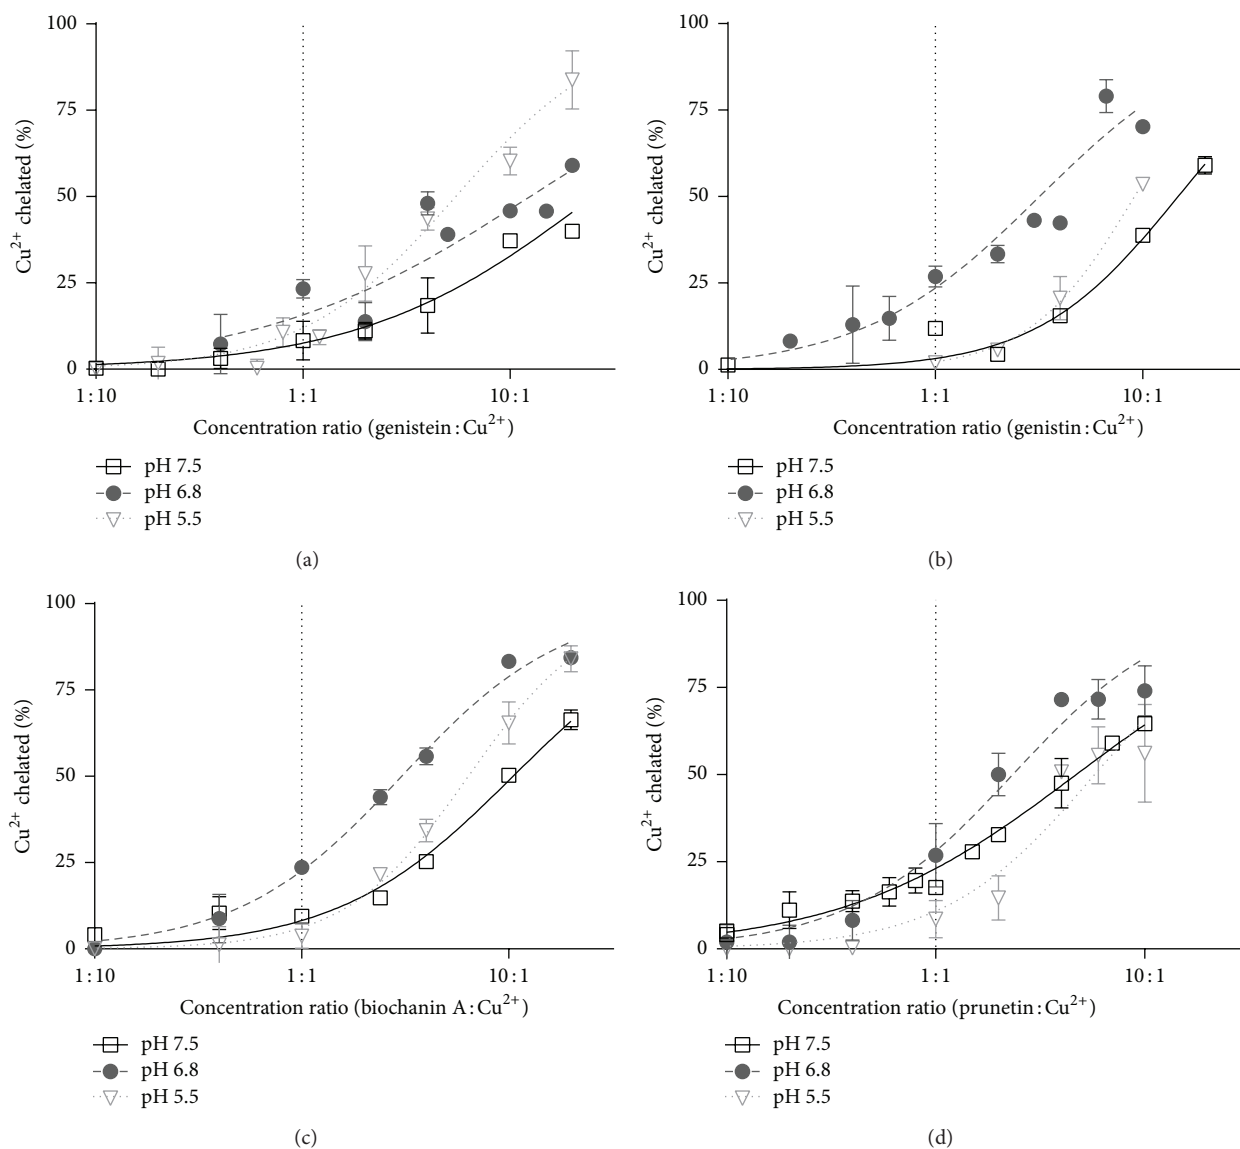 100
75
50
25
0
Cu2+ chelated (%)
1:10 1:1 10:1
Concentration ratio (genistein:Cu2+)
pH 7.5
pH 6.8
pH 5.5
(a)
100
75
50
25
0
Cu2+ chelated (%)
1:10 1:1 10:1
Concentration ratio (genistin:Cu2+)
pH 7.5
pH 6.8
pH 5.5
(b)
100
75
50
25
0
Cu2+ chelated (%)
1:10 1:1 10:1
Concentration ratio (biochanin A:Cu2+)
pH 7.5
pH 6.8
pH 5.5
(c)
100
75
50
25
0
Cu2+ chelated (%)
1:10 1:1 10:1
Concentration ratio (prunetin:Cu2+)
pH 7.5
pH 6.8
pH 5.5
(d)